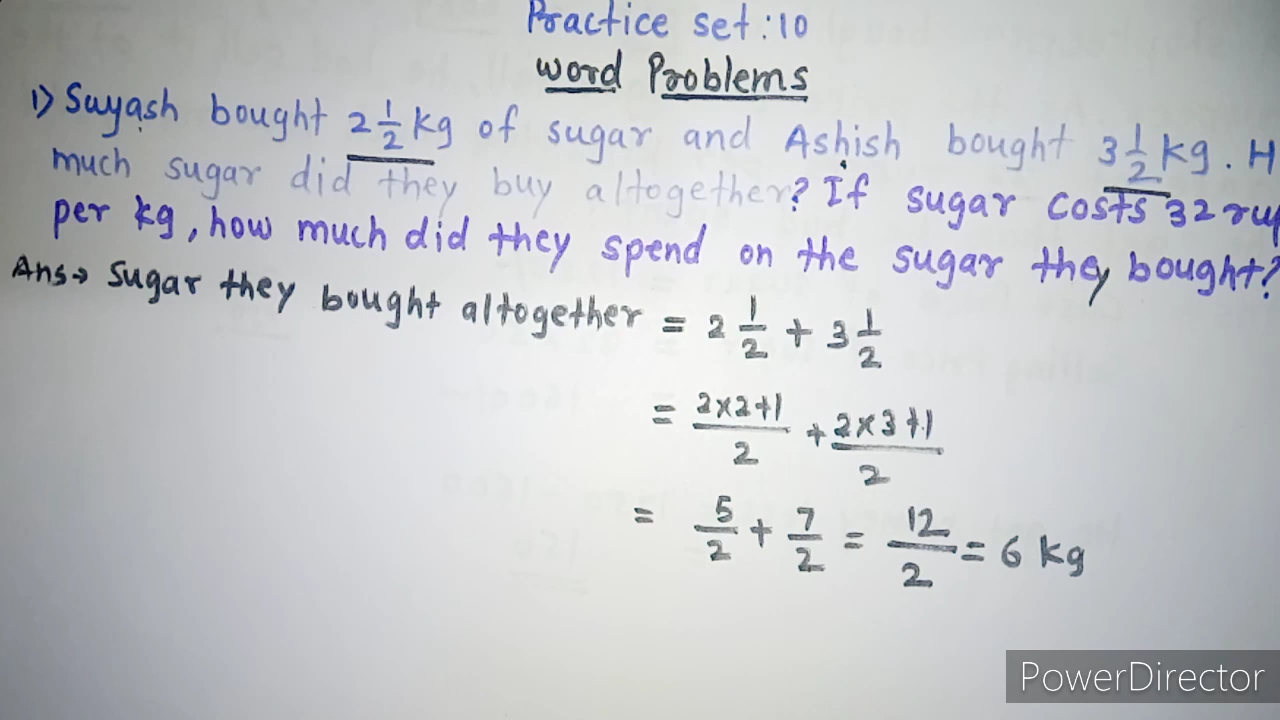 Practice set:10
Word Problems
1) Suyash bought 2 1/2 kg of sugar and Ashish bought 3 1/2 kg. H
much sugar did they buy altogether? If sugar costs 32 rup
per kg, how much did they spend on the sugar they bought?
Ans→ Sugar they bought altogether = 2 1/2 + 3 1/2
= 2×2+1/2 + 2×3+1/2
= 5/2 + 7/2 = 12/2 = 6 kg
PowerDirector